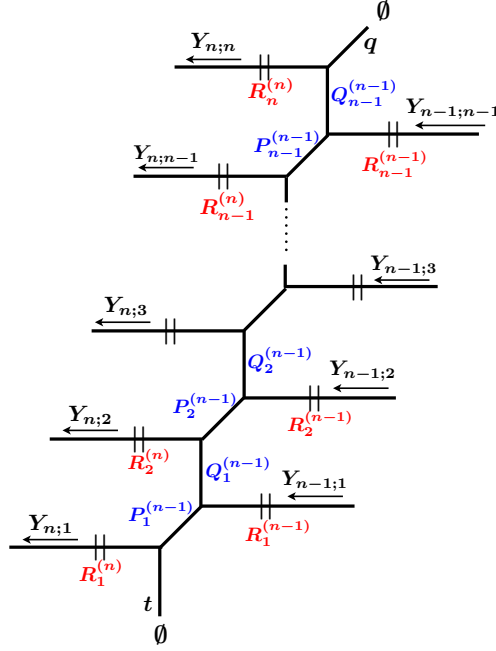 ∅
Y_{n;n}
q
R_n^{(n)}
Q_{n-1}^{(n-1)}
Y_{n-1;n-1}
P_{n-1}^{(n-1)}
Y_{n;n-1}
R_{n-1}^{(n-1)}
R_{n-1}^{(n)}
Y_{n-1;3}
Y_{n;3}
Q_2^{(n-1)}
Y_{n-1;2}
P_2^{(n-1)}
Y_{n;2}
R_2^{(n-1)}
R_2^{(n)}
Q_1^{(n-1)}
Y_{n-1;1}
P_1^{(n-1)}
Y_{n;1}
R_1^{(n-1)}
R_1^{(n)}
t
∅